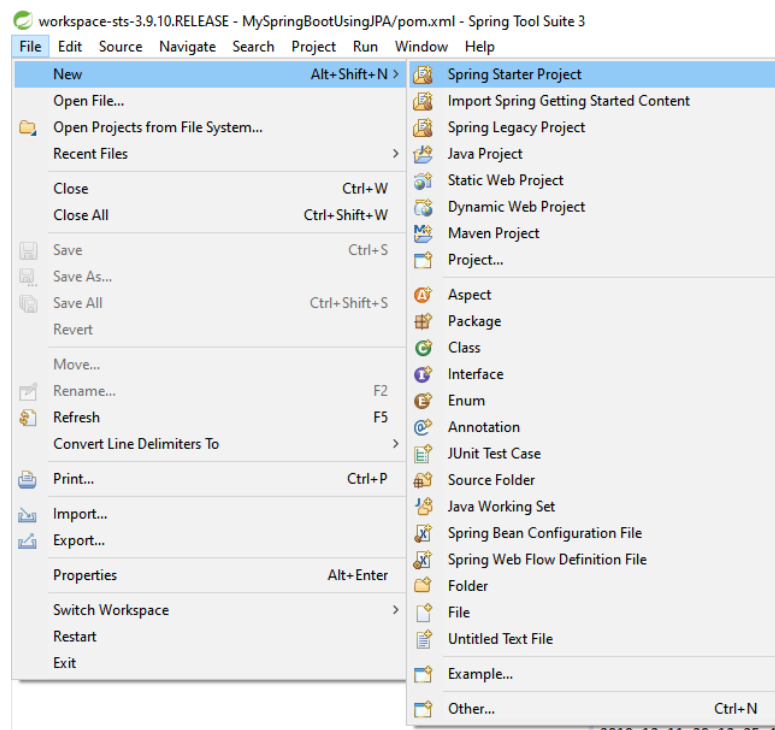 workspace-sts-3.9.10.RELEASE - MySpringBootUsingJPA/pom.xml - Spring Tool Suite 3
File Edit Source Navigate Search Project Run Window Help
New Alt+Shift+N >
Open File...
Open Projects from File System...
Recent Files >
Close Ctrl+W
Close All Ctrl+Shift+W
Save Ctrl+S
Save As...
Save All Ctrl+Shift+S
Revert
Move...
Rename... F2
Refresh F5
Convert Line Delimiters To >
Print... Ctrl+P
Import...
Export...
Properties Alt+Enter
Switch Workspace >
Restart
Exit
Spring Starter Project
Import Spring Getting Started Content
Spring Legacy Project
Java Project
Static Web Project
Dynamic Web Project
Maven Project
Project...
Aspect
Package
Class
Interface
Enum
Annotation
JUnit Test Case
Source Folder
Java Working Set
Spring Bean Configuration File
Spring Web Flow Definition File
Folder
File
Untitled Text File
Example...
Other... Ctrl+N